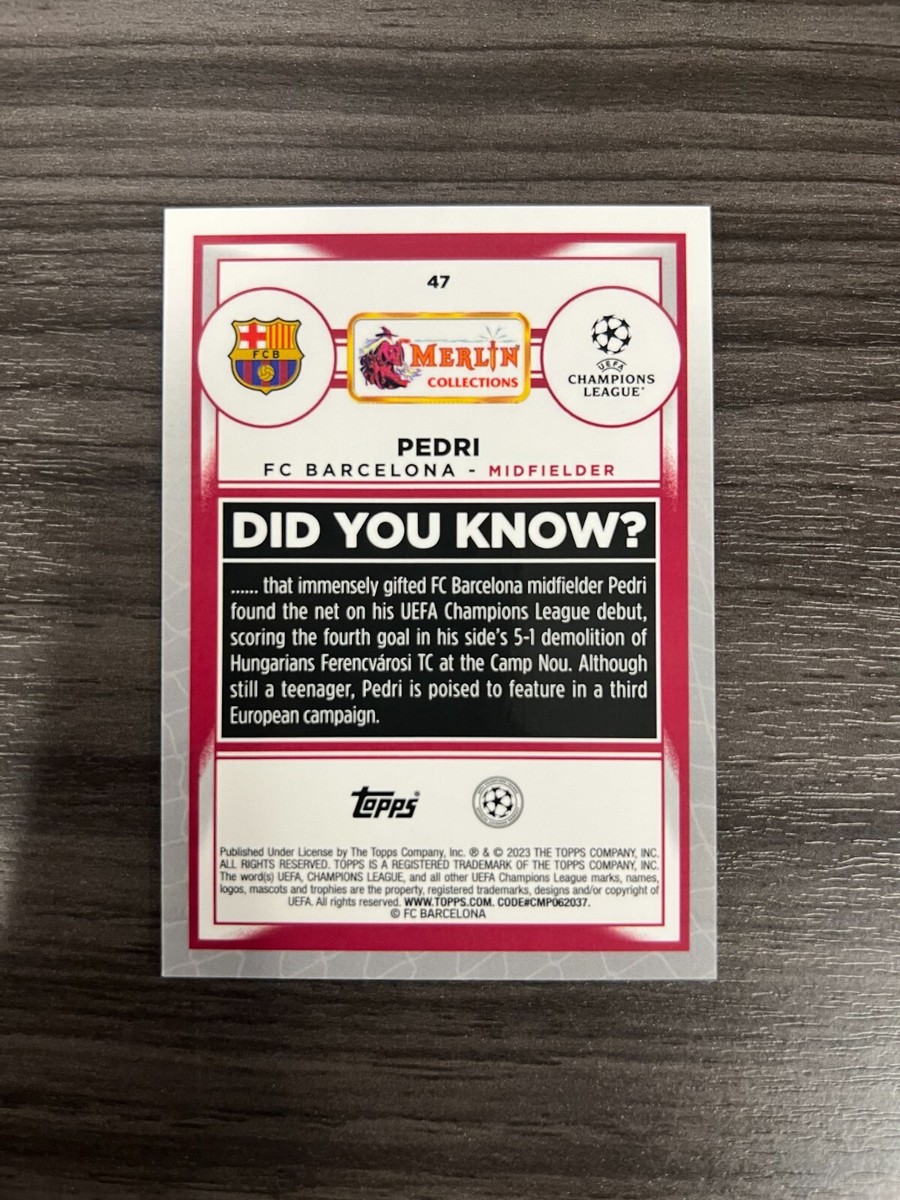 47
FCB
MERLIN
COLLECTIONS
UEFA
CHAMPIONS
LEAGUE®
PEDRI
FC BARCELONA - MIDFIELDER
DID YOU KNOW?
...... that immensely gifted FC Barcelona midfielder Pedri
found the net on his UEFA Champions League debut,
scoring the fourth goal in his side's 5-1 demolition of
Hungarians Ferencvárosi TC at the Camp Nou. Although
still a teenager, Pedri is poised to feature in a third
European campaign.
Topps®
Published Under License by The Topps Company, Inc. ® & © 2023 THE TOPPS COMPANY, INC.
ALL RIGHTS RESERVED. TOPPS IS A REGISTERED TRADEMARK OF THE TOPPS COMPANY, INC.
The word(s) UEFA, CHAMPIONS LEAGUE, and all other UEFA Champions League marks, names,
logos, mascots and trophies are the property, registered trademarks, designs and/or copyright of
UEFA. All rights reserved. WWW.TOPPS.COM. CODE#CMP062037.
© FC BARCELONA